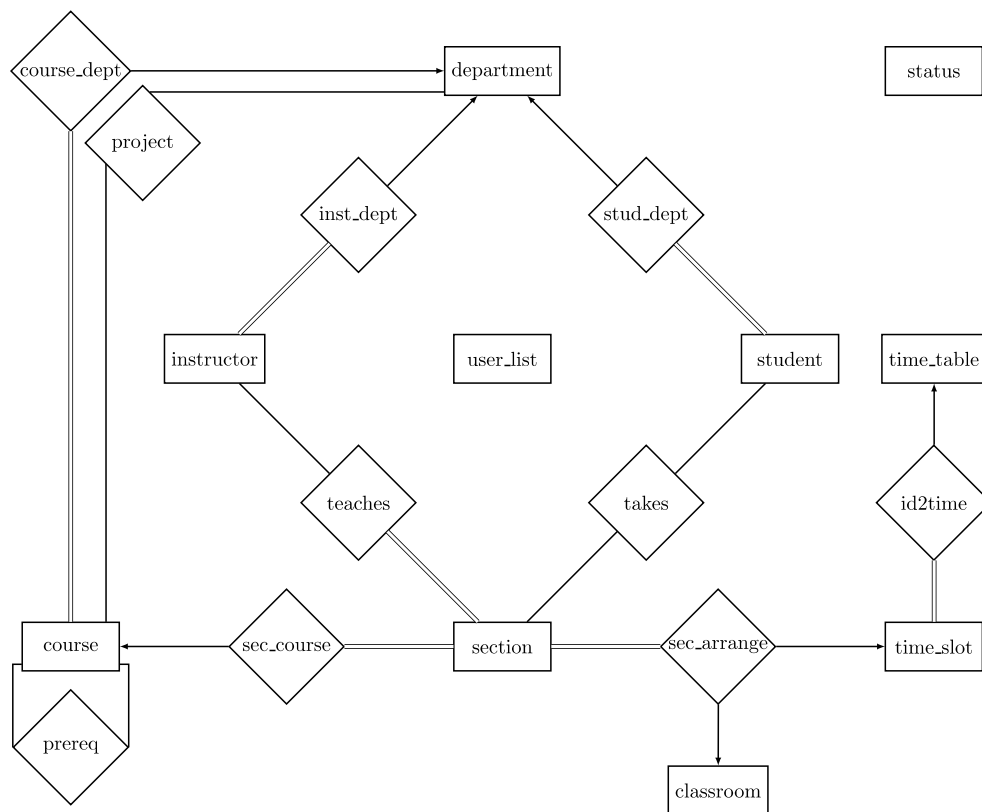 course_dept
department
status
project
inst_dept
stud_dept
instructor
user_list
student
time_table
teaches
takes
id2time
course
sec_course
section
sec_arrange
time_slot
prereq
classroom